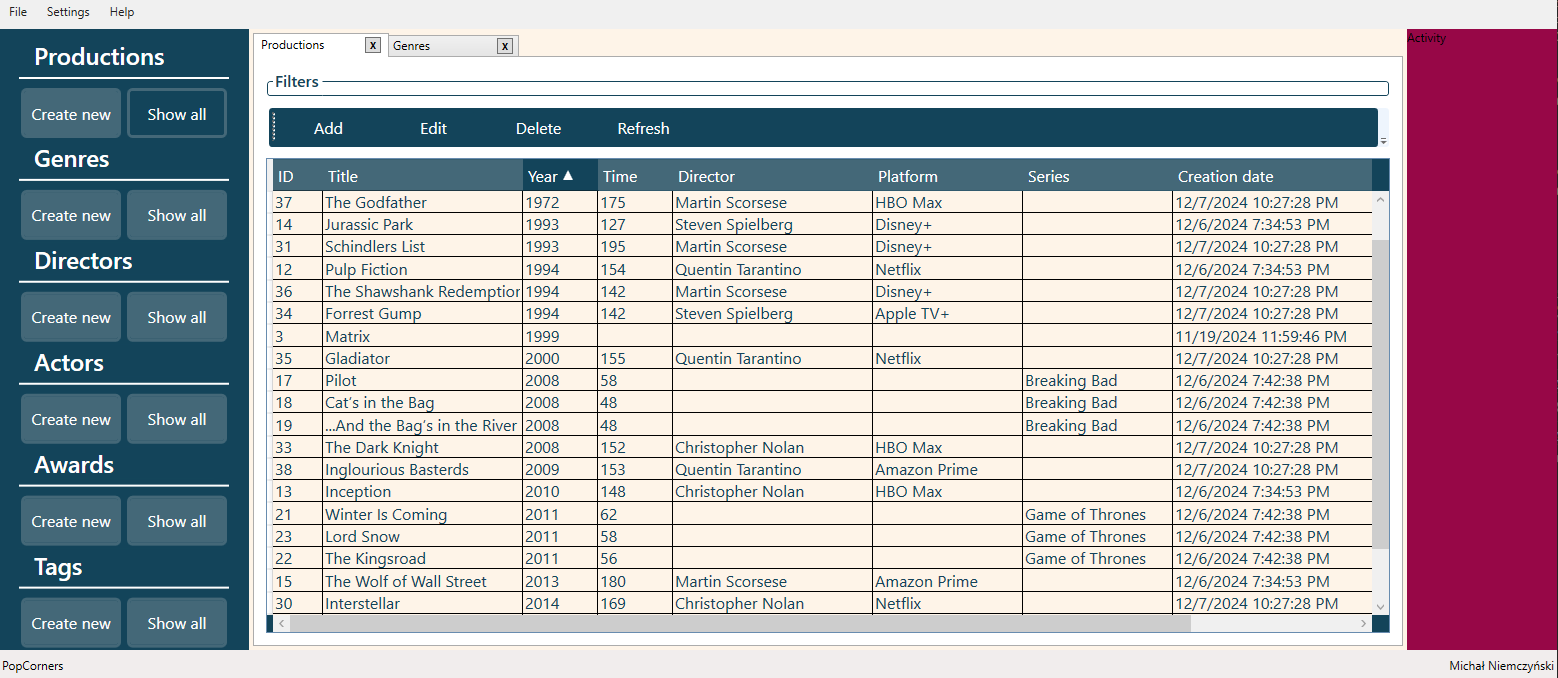 File Settings Help
Productions
Create new Show all
Genres
Create new Show all
Directors
Create new Show all
Actors
Create new Show all
Awards
Create new Show all
Tags
Create new Show all
Productions x Genres x
Filters
Add Edit Delete Refresh
ID Title Year ▲ Time Director Platform Series Creation date
37 The Godfather 1972 175 Martin Scorsese HBO Max 12/7/2024 10:27:28 PM
14 Jurassic Park 1993 127 Steven Spielberg Disney+ 12/6/2024 7:34:53 PM
31 Schindlers List 1993 195 Martin Scorsese Disney+ 12/7/2024 10:27:28 PM
12 Pulp Fiction 1994 154 Quentin Tarantino Netflix 12/6/2024 7:34:53 PM
36 The Shawshank Redemption 1994 142 Martin Scorsese Disney+ 12/7/2024 10:27:28 PM
34 Forrest Gump 1994 142 Steven Spielberg Apple TV+ 12/7/2024 10:27:28 PM
3 Matrix 1999 11/19/2024 11:59:46 PM
35 Gladiator 2000 155 Quentin Tarantino Netflix 12/7/2024 10:27:28 PM
17 Pilot 2008 58 Breaking Bad 12/6/2024 7:42:38 PM
18 Cat’s in the Bag 2008 48 Breaking Bad 12/6/2024 7:42:38 PM
19 ...And the Bag’s in the River 2008 48 Breaking Bad 12/6/2024 7:42:38 PM
33 The Dark Knight 2008 152 Christopher Nolan HBO Max 12/7/2024 10:27:28 PM
38 Inglourious Basterds 2009 153 Quentin Tarantino Amazon Prime 12/7/2024 10:27:28 PM
13 Inception 2010 148 Christopher Nolan HBO Max 12/6/2024 7:34:53 PM
21 Winter Is Coming 2011 62 Game of Thrones 12/6/2024 7:42:38 PM
23 Lord Snow 2011 58 Game of Thrones 12/6/2024 7:42:38 PM
22 The Kingsroad 2011 56 Game of Thrones 12/6/2024 7:42:38 PM
15 The Wolf of Wall Street 2013 180 Martin Scorsese Amazon Prime 12/6/2024 7:34:53 PM
30 Interstellar 2014 169 Christopher Nolan Netflix 12/7/2024 10:27:28 PM
Activity
PopCorners
Michał Niemczyński